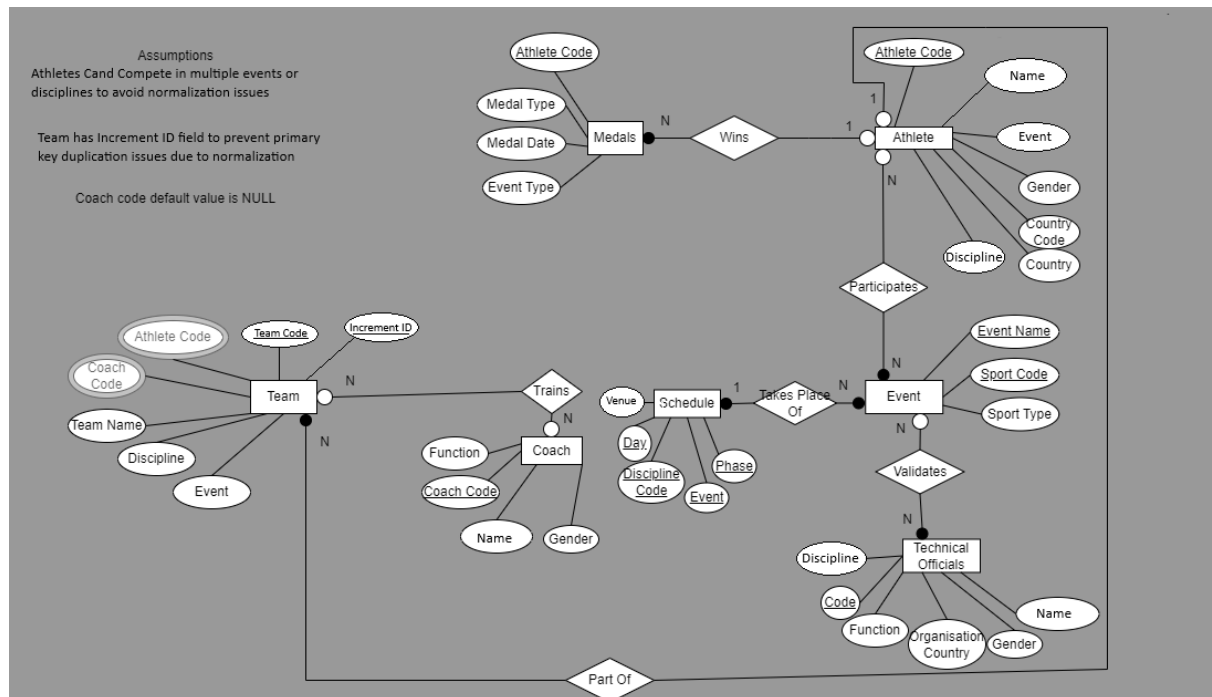 Assumptions
Athletes Cand Compete in multiple events or
disciplines to avoid normalization issues
Team has Increment ID field to prevent primary
key duplication issues due to normalization
Coach code default value is NULL
Athlete Code
Medal Type
Medal Date
Event Type
Medals
N
Wins
1
1
Athlete
Athlete Code
Name
Event
Gender
Country
Code
Country
Discipline
N
Participates
N
Athlete Code
Coach
Code
Team Code
Increment ID
Team
Team Name
Discipline
Event
N
N
Trains
N
Coach
Function
Coach Code
Name
Gender
Venue
Schedule
Day
Discipline
Code
Event
Phase
1
Takes Place
Of
N
Event
Event Name
Sport Code
Sport Type
N
Validates
N
Technical
Officials
Discipline
Code
Function
Organisation
Country
Gender
Name
Part Of